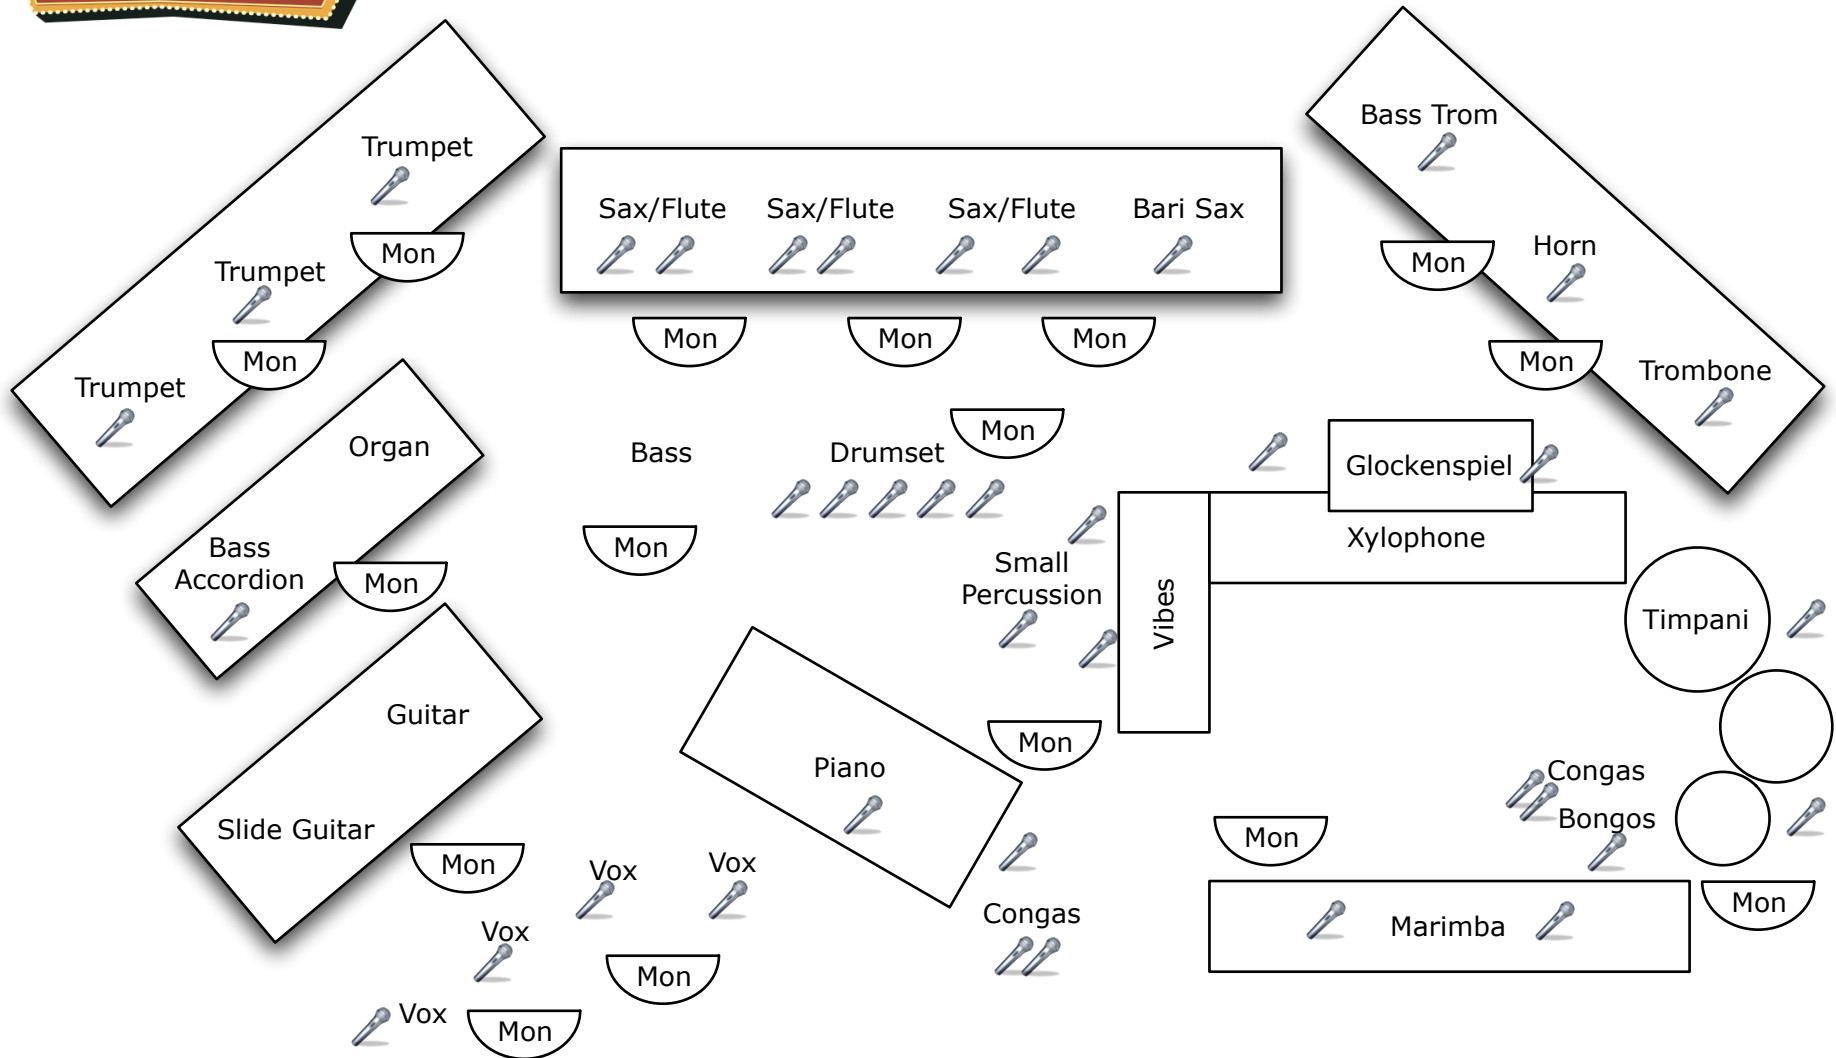 Trumpet
Bass Trom
Sax/Flute Sax/Flute Sax/Flute Bari Sax
Horn
Mon
Mon
Trumpet
Mon Mon Mon
Mon
Mon
Trombone
Trumpet
Mon
Organ
Bass
Drumset
Glockenspiel
Xylophone
Mon
Bass
Accordion
Mon
Small
Percussion
Vibes
Timpani
Guitar
Mon
Piano
Congas
Bongos
Slide Guitar
Mon
Mon
Vox
Vox
Mon
Congas
Marimba
Vox
Mon
Vox
Mon